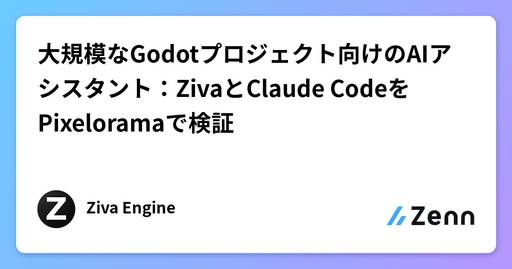 大規模なGodotプロジェクト向けのAIア
シスタント：ZivaとClaude Codeを
Pixeloramaで検証
Ziva Engine
Zenn